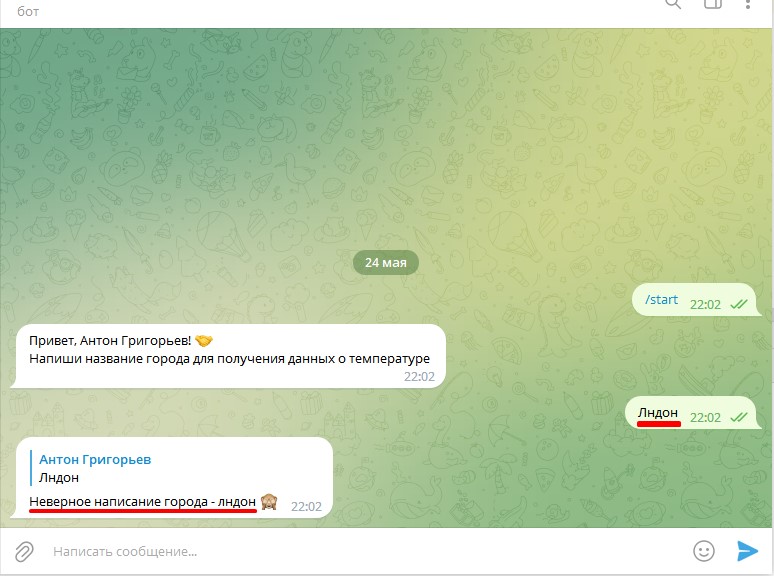 бот
24 мая
/start 22:02
Привет, Антон Григорьев! 🤝
Напиши название города для получения данных о температуре
22:02
Лндон 22:02
Антон Григорьев
Лндон
Неверное написание города - лндон 🙈 22:02
Написать сообщение...